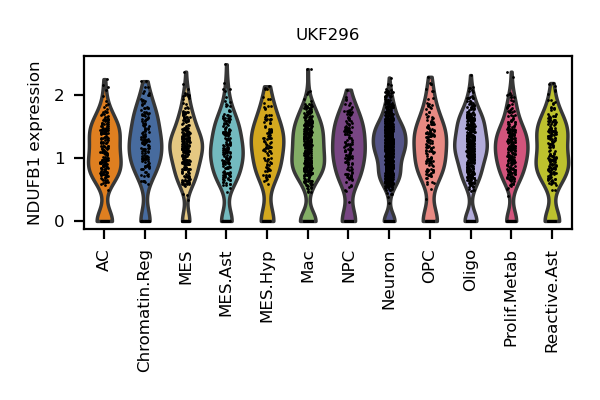 UKF296
NDUFB1 expression
2
1
0
AC
Chromatin.Reg
MES
MES.Ast
MES.Hyp
Mac
NPC
Neuron
OPC
Oligo
Prolif.Metab
Reactive.Ast